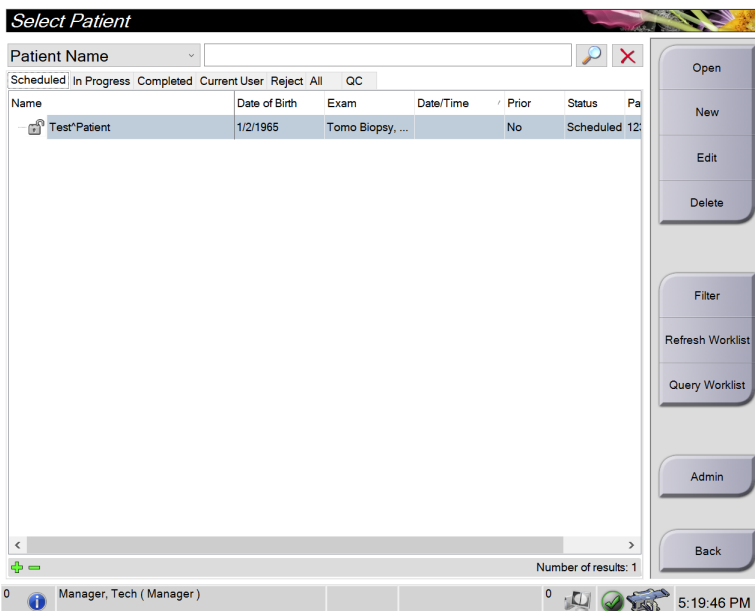 Select Patient
Patient Name
Scheduled In Progress Completed Current User Reject All QC
Name Date of Birth Exam Date/Time Prior Status Pa
Test^Patient 1/2/1965 Tomo Biopsy, ... No Scheduled 123
Open
New
Edit
Delete
Filter
Refresh Worklist
Query Worklist
Admin
Back
Number of results: 1
0 Manager, Tech ( Manager ) 0 5:19:46 PM